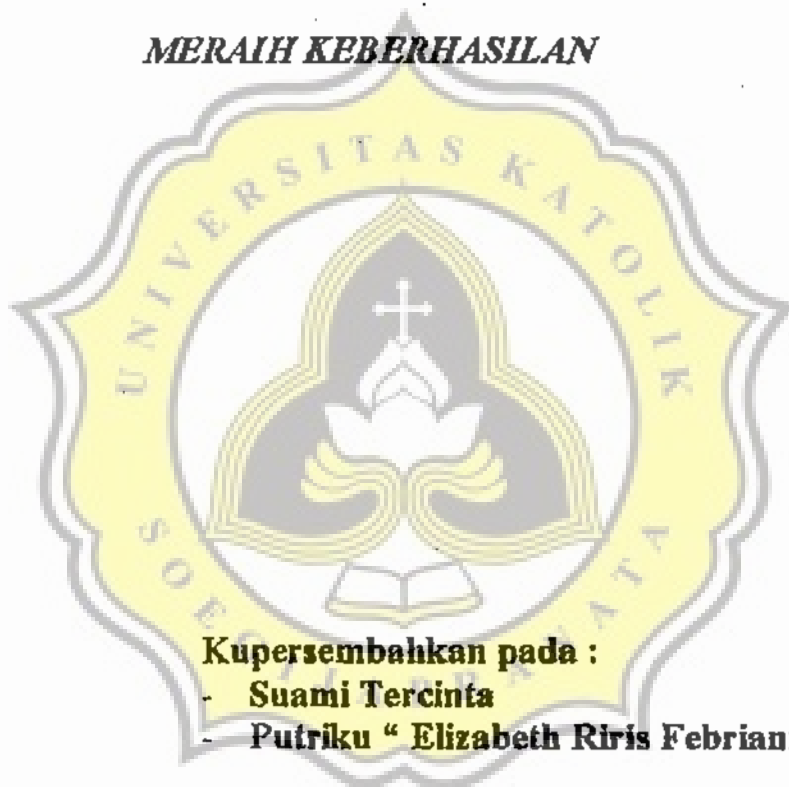 MERAIH KEBERHASILAN
UNIVERSITAS KATOLIK
SOEGIJAPRANATA
Kupersembahkan pada :
- Suami Tercinta
- Putriku “ Elizabeth Riris Febrian